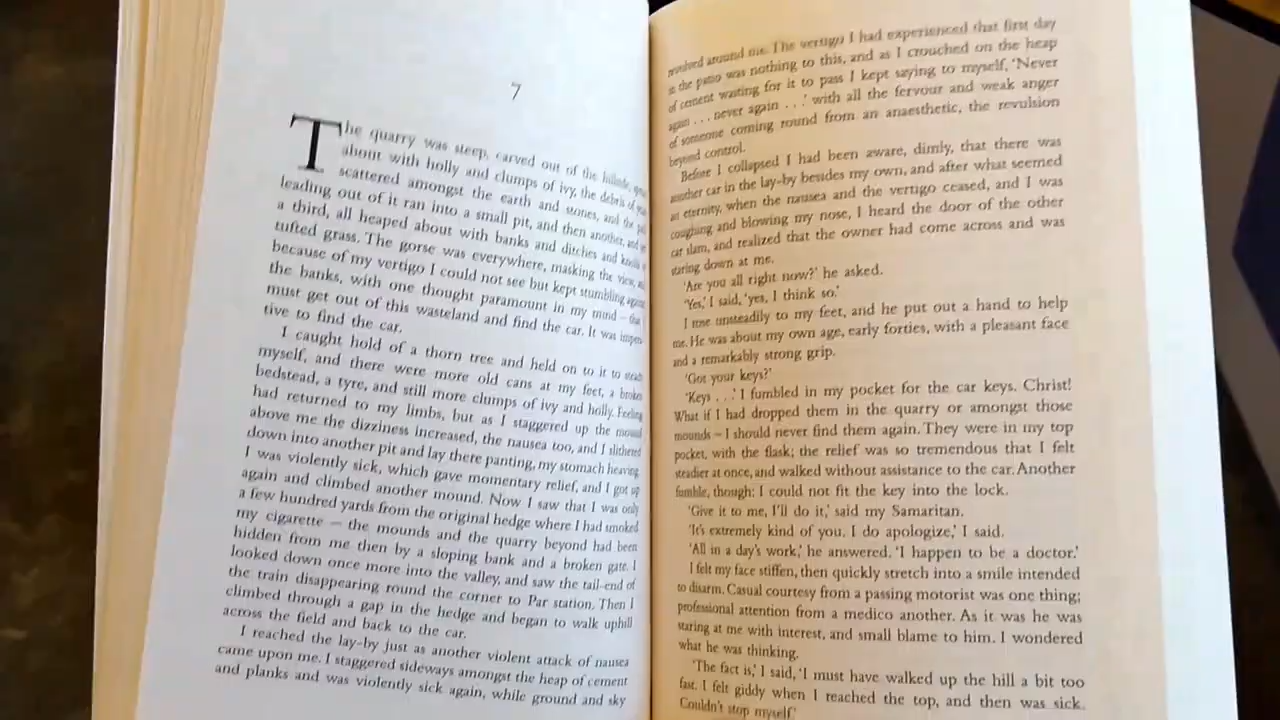 7
The quarry was steep, carved out of the hillside,
about with holly and clumps of ivy, the debris of
scattered amongst the earth and stones, and the
leading out of it ran into a small pit, and then another, and
a third, all heaped about with banks and ditches and
tufted grass. The gorse was everywhere, masking the view,
because of my vertigo I could not see but kept stumbling
the banks, with one thought paramount in my mind – that
must get out of this wasteland and find the car. It was
tive to find the car.
I caught hold of a thorn tree and held on to it to
myself, and there were more old cans at my feet, a broken
bedstead, a tyre, and still more clumps of ivy and holly. Feeling
had returned to my limbs, but as I staggered up the mound
above me the dizziness increased, the nausea too, and I slithered
down into another pit and lay there panting, my stomach heaving.
I was violently sick, which gave momentary relief, and I got up
again and climbed another mound. Now I saw that I was only
a few hundred yards from the original hedge where I had smoked
my cigarette – the mounds and the quarry beyond had been
hidden from me then by a sloping bank and a broken gate. I
looked down once more into the valley, and saw the tail-end of
the train disappearing round the corner to Par station. Then I
climbed through a gap in the hedge and began to walk uphill
across the field and back to the car.
I reached the lay-by just as another violent attack of nausea
came upon me. I staggered sideways amongst the heap of cement
and planks and was violently sick again, while ground and sky
revolved around me. The vertigo I had experienced that first day
in the patio was nothing to this, and as I crouched on the heap
of cement waiting for it to pass I kept saying to myself, 'Never
again . . . never again . . .' with all the fervour and weak anger
of someone coming round from an anaesthetic, the revulsion
beyond control.
Before I collapsed I had been aware, dimly, that there was
another car in the lay-by besides my own, and after what seemed
an eternity, when the nausea and the vertigo ceased, and I was
coughing and blowing my nose, I heard the door of the other
car slam, and realized that the owner had come across and was
staring down at me.
'Are you all right now?' he asked.
'Yes,' I said, 'yes, I think so.'
I rose unsteadily to my feet, and he put out a hand to help
me. He was about my own age, early forties, with a pleasant face
and a remarkably strong grip.
'Got your keys?'
'Keys . . .' I fumbled in my pocket for the car keys. Christ!
What if I had dropped them in the quarry or amongst those
mounds – I should never find them again. They were in my top
pocket, with the flask; the relief was so tremendous that I felt
steadier at once, and walked without assistance to the car. Another
fumble, though: I could not fit the key into the lock.
'Give it to me, I'll do it,' said my Samaritan.
'It's extremely kind of you. I do apologize,' I said.
'All in a day's work,' he answered. 'I happen to be a doctor.'
I felt my face stiffen, then quickly stretch into a smile intended
to disarm. Casual courtesy from a passing motorist was one thing;
professional attention from a medico another. As it was he was
staring at me with interest, and small blame to him. I wondered
what he was thinking.
'The fact is,' I said, 'I must have walked up the hill a bit too
fast. I felt giddy when I reached the top, and then was sick.
Couldn't stop myself.'